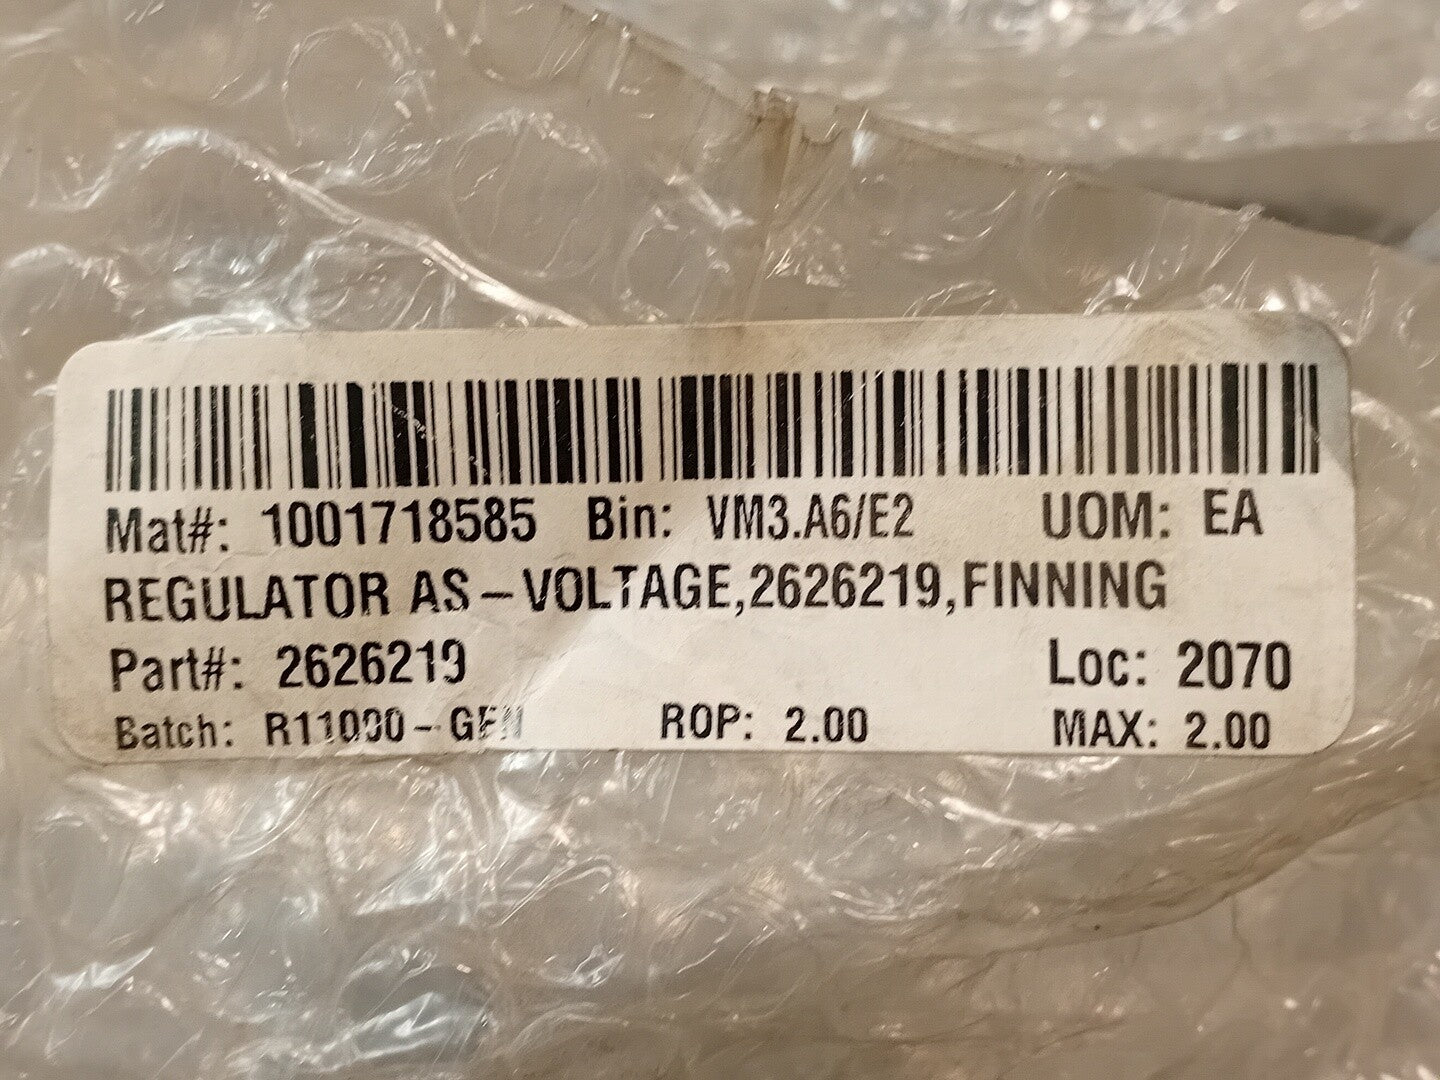 Mat#: 1001718585 Bin: VM3.A6/E2 UOM: EA
REGULATOR AS-VOLTAGE,2626219,FINNING
Part#: 2626219 Loc: 2070
Batch: R11000-GEN ROP: 2.00 MAX: 2.00